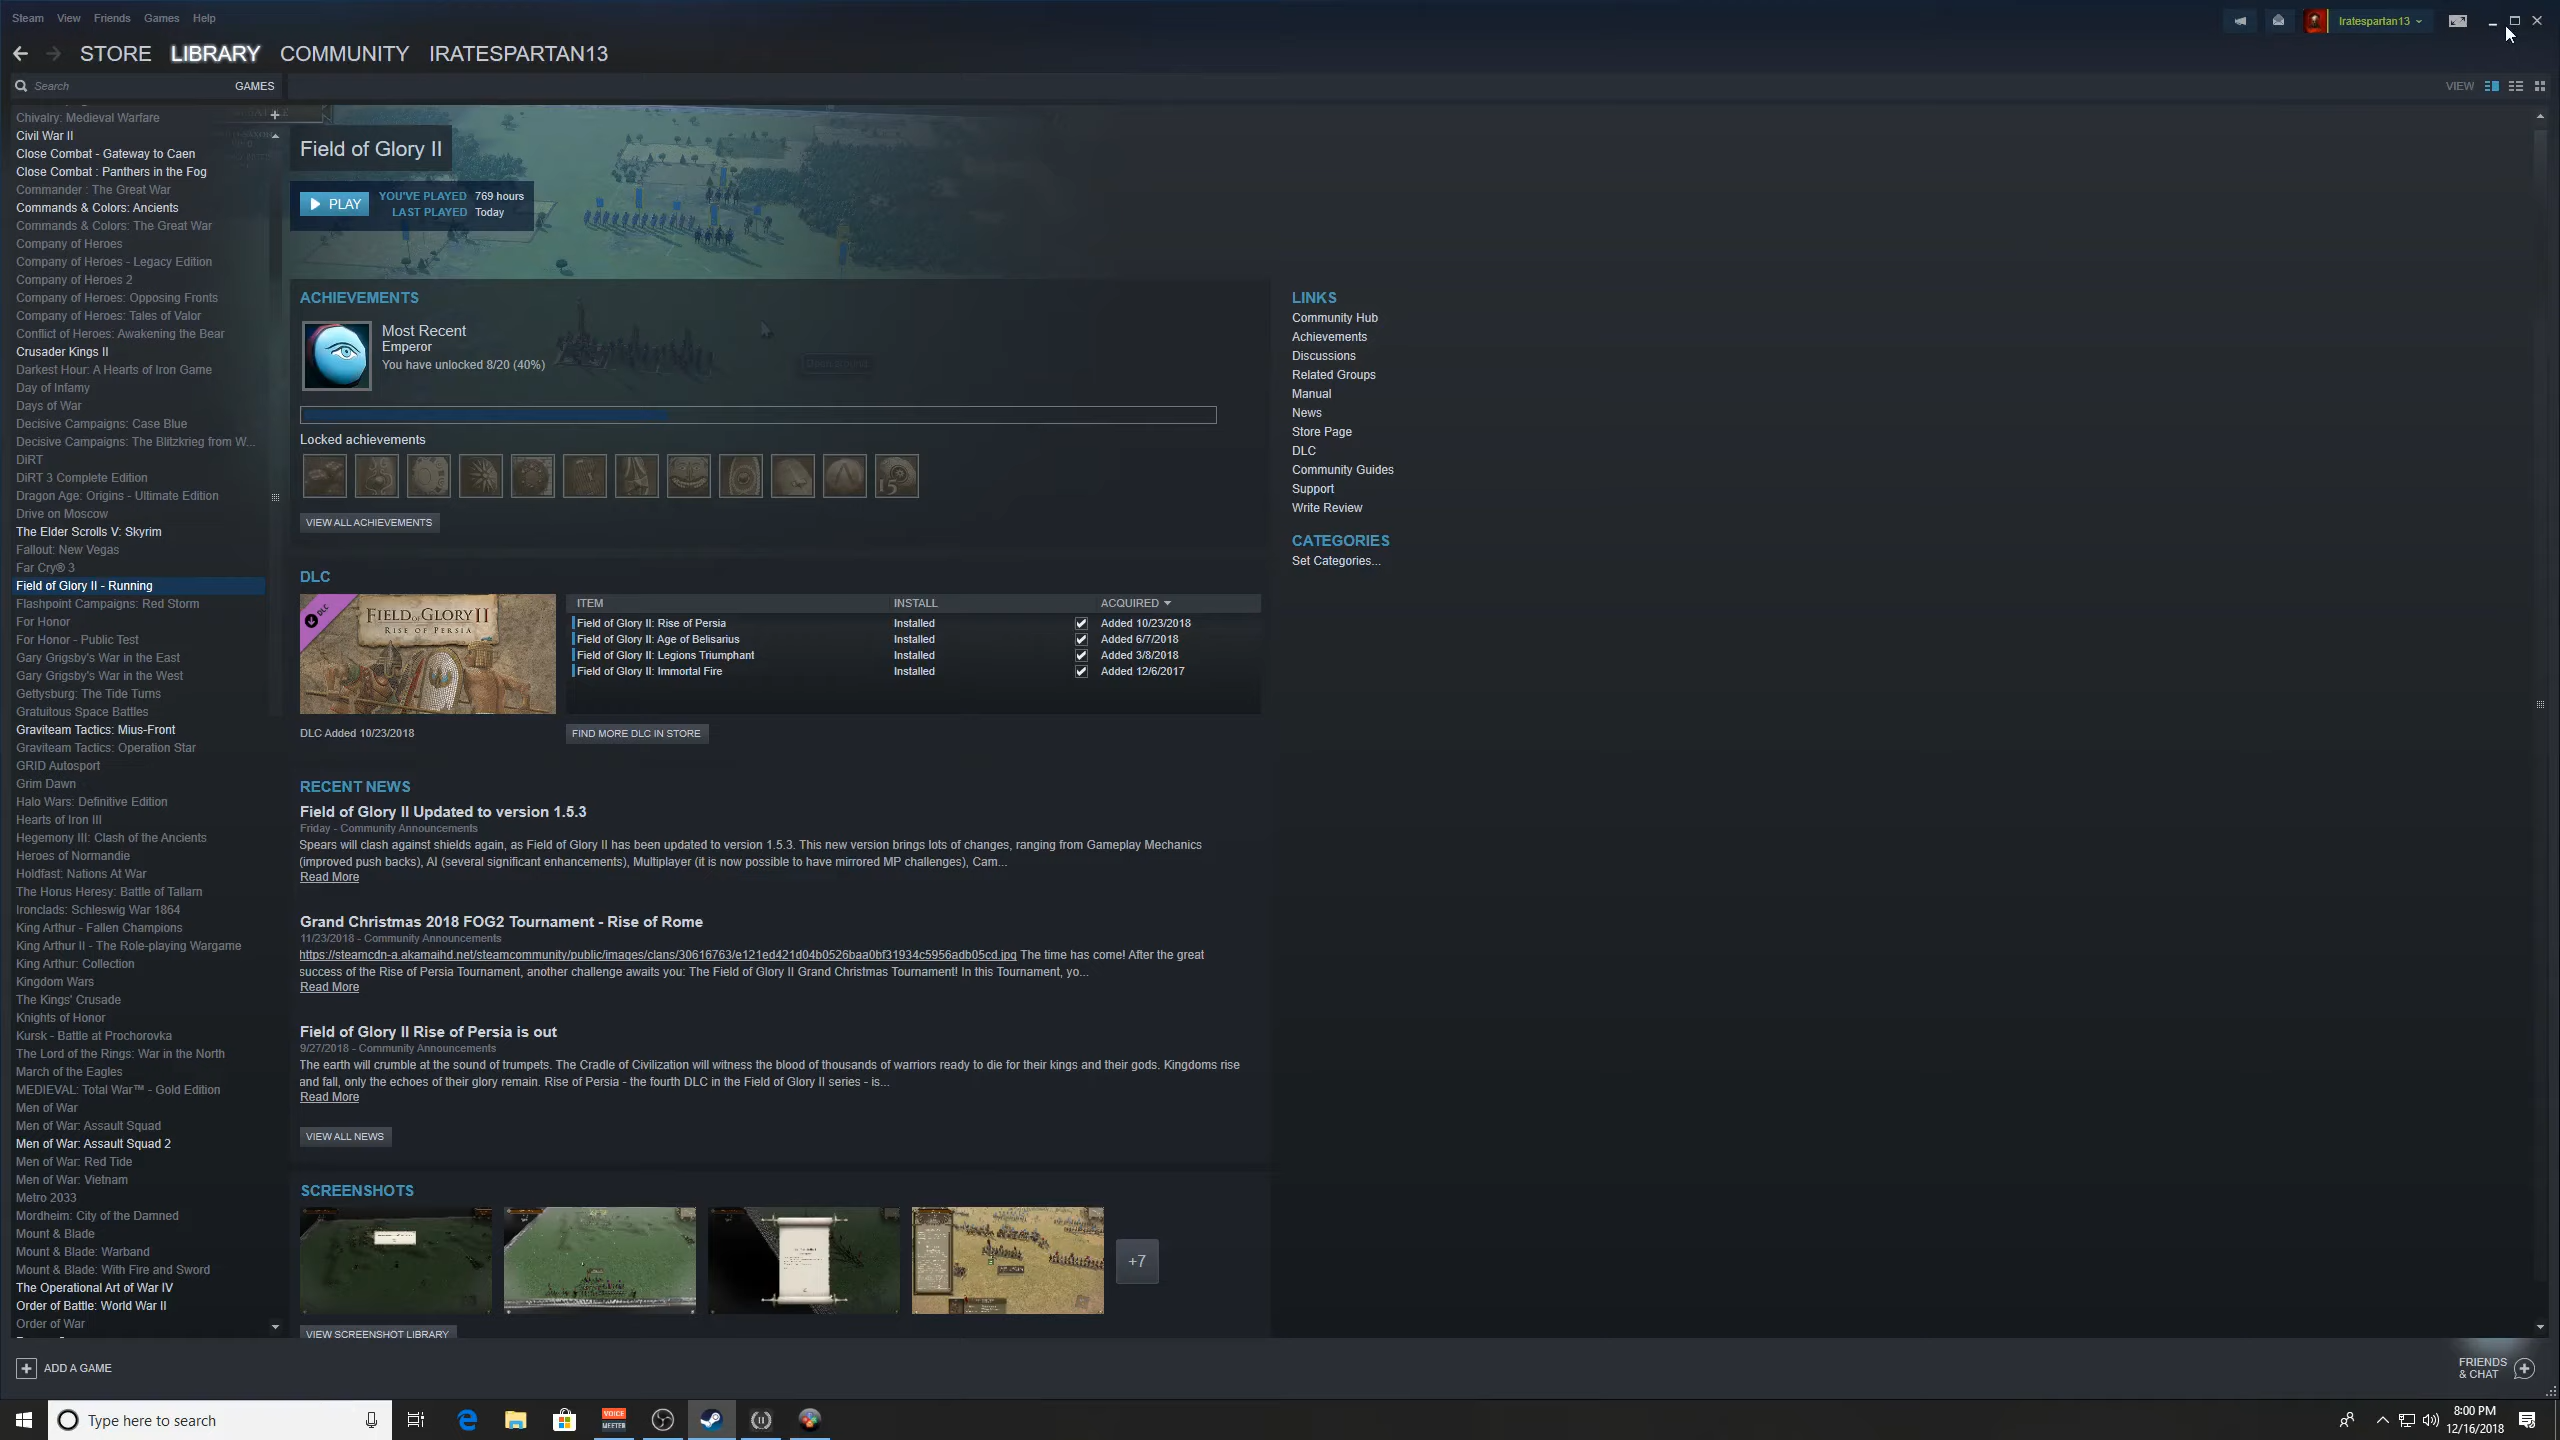 Steam View Friends Games Help
Iratespartan13
STORE LIBRARY COMMUNITY IRATESPARTAN13
Search GAMES
VIEW
Chivalry: Medieval Warfare
Civil War II
Close Combat - Gateway to Caen
Close Combat : Panthers in the Fog
Commander : The Great War
Commands & Colors: Ancients
Commands & Colors: The Great War
Company of Heroes
Company of Heroes - Legacy Edition
Company of Heroes 2
Company of Heroes: Opposing Fronts
Company of Heroes: Tales of Valor
Conflict of Heroes: Awakening the Bear
Crusader Kings II
Darkest Hour: A Hearts of Iron Game
Day of Infamy
Days of War
Decisive Campaigns: Case Blue
Decisive Campaigns: The Blitzkrieg from W...
DiRT
DiRT 3 Complete Edition
Dragon Age: Origins - Ultimate Edition
Drive on Moscow
The Elder Scrolls V: Skyrim
Fallout: New Vegas
Far Cry® 3
Field of Glory II - Running
Flashpoint Campaigns: Red Storm
For Honor
For Honor - Public Test
Gary Grigsby's War in the East
Gary Grigsby's War in the West
Gettysburg: The Tide Turns
Gratuitous Space Battles
Graviteam Tactics: Mius-Front
Graviteam Tactics: Operation Star
GRID Autosport
Grim Dawn
Halo Wars: Definitive Edition
Hearts of Iron III
Hegemony III: Clash of the Ancients
Heroes of Normandie
Holdfast: Nations At War
The Horus Heresy: Battle of Tallarn
Ironclads: Schleswig War 1864
King Arthur - Fallen Champions
King Arthur II - The Role-playing Wargame
King Arthur: Collection
Kingdom Wars
The Kings' Crusade
Knights of Honor
Kursk - Battle at Prochorovka
The Lord of the Rings: War in the North
March of the Eagles
MEDIEVAL: Total War™ - Gold Edition
Men of War
Men of War: Assault Squad
Men of War: Assault Squad 2
Men of War: Red Tide
Men of War: Vietnam
Metro 2033
Mordheim: City of the Damned
Mount & Blade
Mount & Blade: Warband
Mount & Blade: With Fire and Sword
The Operational Art of War IV
Order of Battle: World War II
Order of War
Field of Glory II
PLAY
YOU'VE PLAYED 769 hours
LAST PLAYED Today
ACHIEVEMENTS
Most Recent
Emperor
You have unlocked 8/20 (40%)
Locked achievements
15
VIEW ALL ACHIEVEMENTS
DLC
DLC
FIELD OF GLORY II
RISE OF PERSIA
DLC Added 10/23/2018
ITEM INSTALL ACQUIRED
Field of Glory II: Rise of Persia Installed Added 10/23/2018
Field of Glory II: Age of Belisarius Installed Added 6/7/2018
Field of Glory II: Legions Triumphant Installed Added 3/8/2018
Field of Glory II: Immortal Fire Installed Added 12/6/2017
FIND MORE DLC IN STORE
RECENT NEWS
Field of Glory II Updated to version 1.5.3
Friday - Community Announcements
Spears will clash against shields again, as Field of Glory II has been updated to version 1.5.3. This new version brings lots of changes, ranging from Gameplay Mechanics
(improved push backs), AI (several significant enhancements), Multiplayer (it is now possible to have mirrored MP challenges), Cam...
Read More
Grand Christmas 2018 FOG2 Tournament - Rise of Rome
11/23/2018 - Community Announcements
https://steamcdn-a.akamaihd.net/steamcommunity/public/images/clans/30616763/e121ed421d04b0526baa0bf31934c5956adb05cd.jpg The time has come! After the great
success of the Rise of Persia Tournament, another challenge awaits you: The Field of Glory II Grand Christmas Tournament! In this Tournament, yo...
Read More
Field of Glory II Rise of Persia is out
9/27/2018 - Community Announcements
The earth will crumble at the sound of trumpets. The Cradle of Civilization will witness the blood of thousands of warriors ready to die for their kings and their gods. Kingdoms rise
and fall, only the echoes of their glory remain. Rise of Persia - the fourth DLC in the Field of Glory II series - is...
Read More
VIEW ALL NEWS
SCREENSHOTS
+7
VIEW SCREENSHOT LIBRARY
LINKS
Community Hub
Achievements
Discussions
Related Groups
Manual
News
Store Page
DLC
Community Guides
Support
Write Review
CATEGORIES
Set Categories...
ADD A GAME
FRIENDS
& CHAT
Type here to search
VOICE
MEETER
8:00 PM
12/16/2018